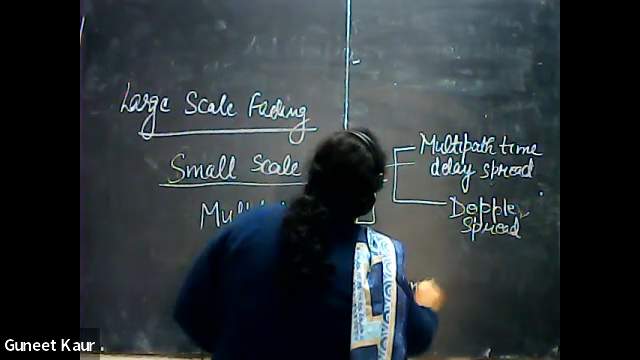 Large Scale Fading
Small Scale
Multipath time
delay spread
Doppler
Spread
Guneet Kaur